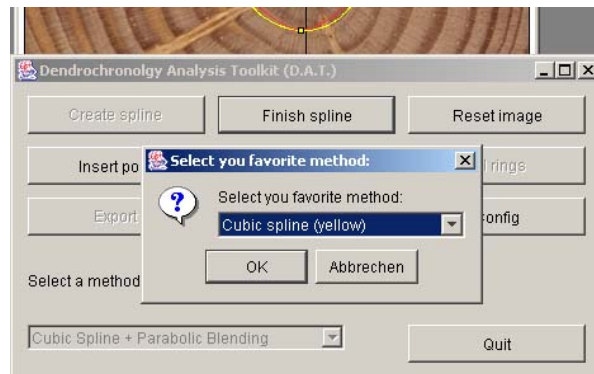 Dendrochronolgy Analysis Toolkit (D.A.T.)
Create spline
Finish spline
Reset image
Insert po
rings
Export
onfig
Select a method
Select you favorite method:
Select you favorite method:
Cubic spline (yellow)
OK
Abbrechen
Cubic Spline + Parabolic Blending
Quit